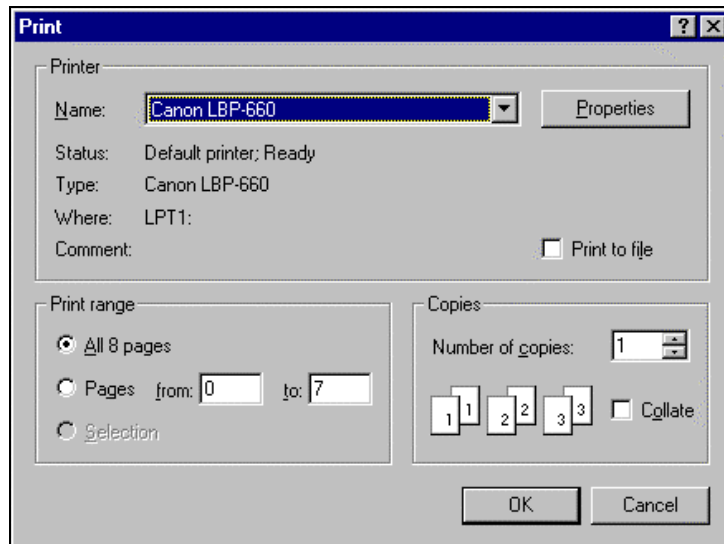 Print
Printer
Name: Canon LBP-660 Properties
Status: Default printer; Ready
Type: Canon LBP-660
Where: LPT1:
Comment: Print to file
Print range
All 8 pages
Pages from: 0 to: 7
Selection
Copies
Number of copies: 1
1 1 2 2 3 3 Collate
OK Cancel